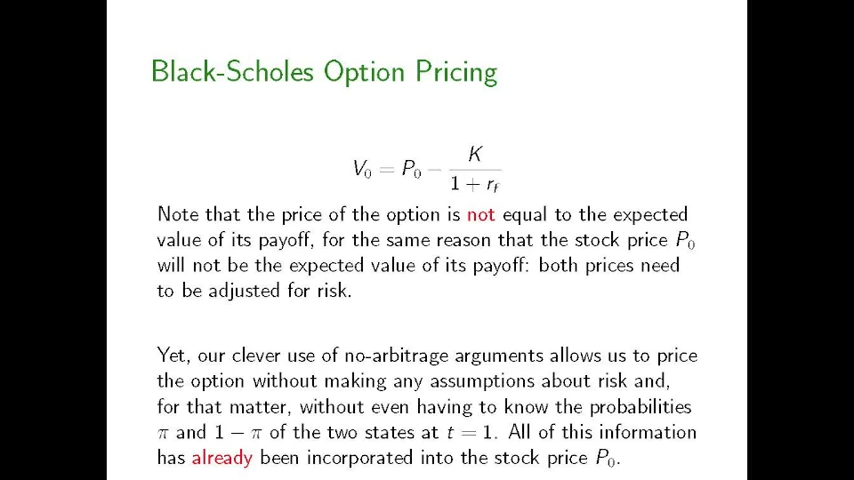 Black-Scholes Option Pricing
V₀ = P₀ − K / (1 + r_f)
Note that the price of the option is not equal to the expected
value of its payoff, for the same reason that the stock price P₀
will not be the expected value of its payoff: both prices need
to be adjusted for risk.
Yet, our clever use of no-arbitrage arguments allows us to price
the option without making any assumptions about risk and,
for that matter, without even having to know the probabilities
π and 1 − π of the two states at t = 1. All of this information
has already been incorporated into the stock price P₀.